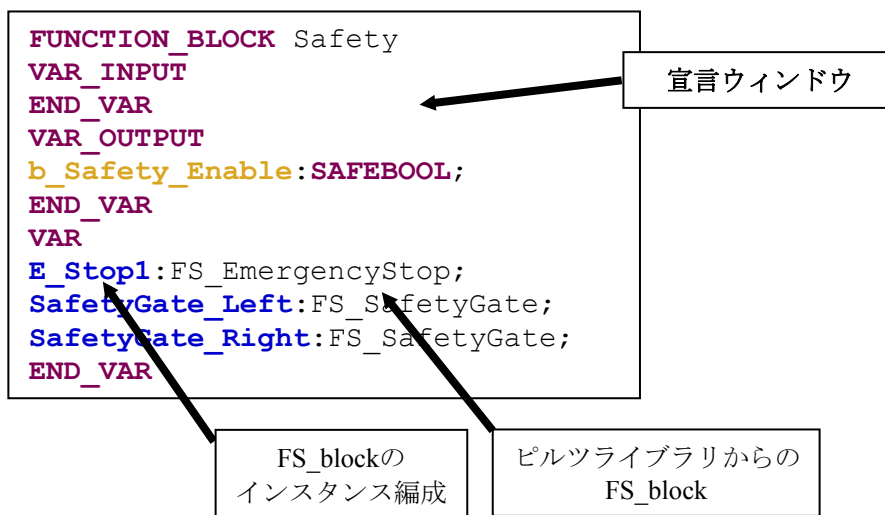 FUNCTION_BLOCK Safety
VAR_INPUT
END_VAR
VAR_OUTPUT
b_Safety_Enable:SAFEBOOL;
END_VAR
VAR
E_Stop1:FS_EmergencyStop;
SafetyGate_Left:FS_SafetyGate;
SafetyGate_Right:FS_SafetyGate;
END_VAR
宣言ウィンドウ
FS_blockの
インスタンス編成
ピルツライブラリからの
FS_block